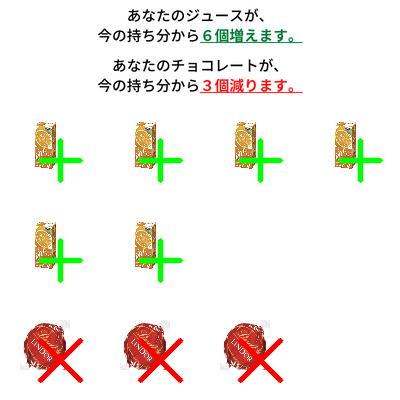 あなたのジュースが、
今の持ち分から６個増えます。
あなたのチョコレートが、
今の持ち分から３個減ります。
LINDOR LINDOR LINDOR